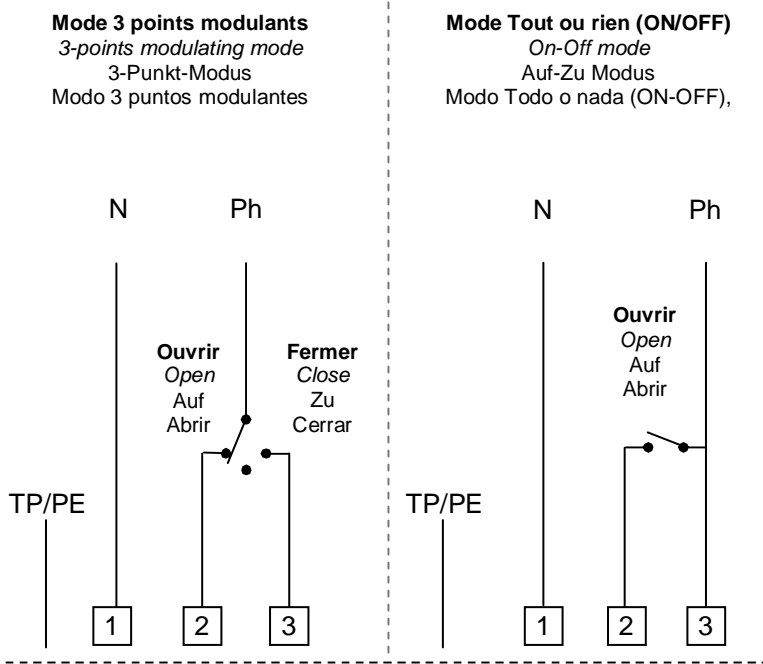 Mode 3 points modulants
3-points modulating mode
3-Punkt-Modus
Modo 3 puntos modulantes
N
Ph
Ouvrir
Open
Auf
Abrir
Fermer
Close
Zu
Cerrar
TP/PE
1
2
3
Mode Tout ou rien (ON/OFF)
On-Off mode
Auf-Zu Modus
Modo Todo o nada (ON-OFF),
N
Ph
Ouvrir
Open
Auf
Abrir
TP/PE
1
2
3